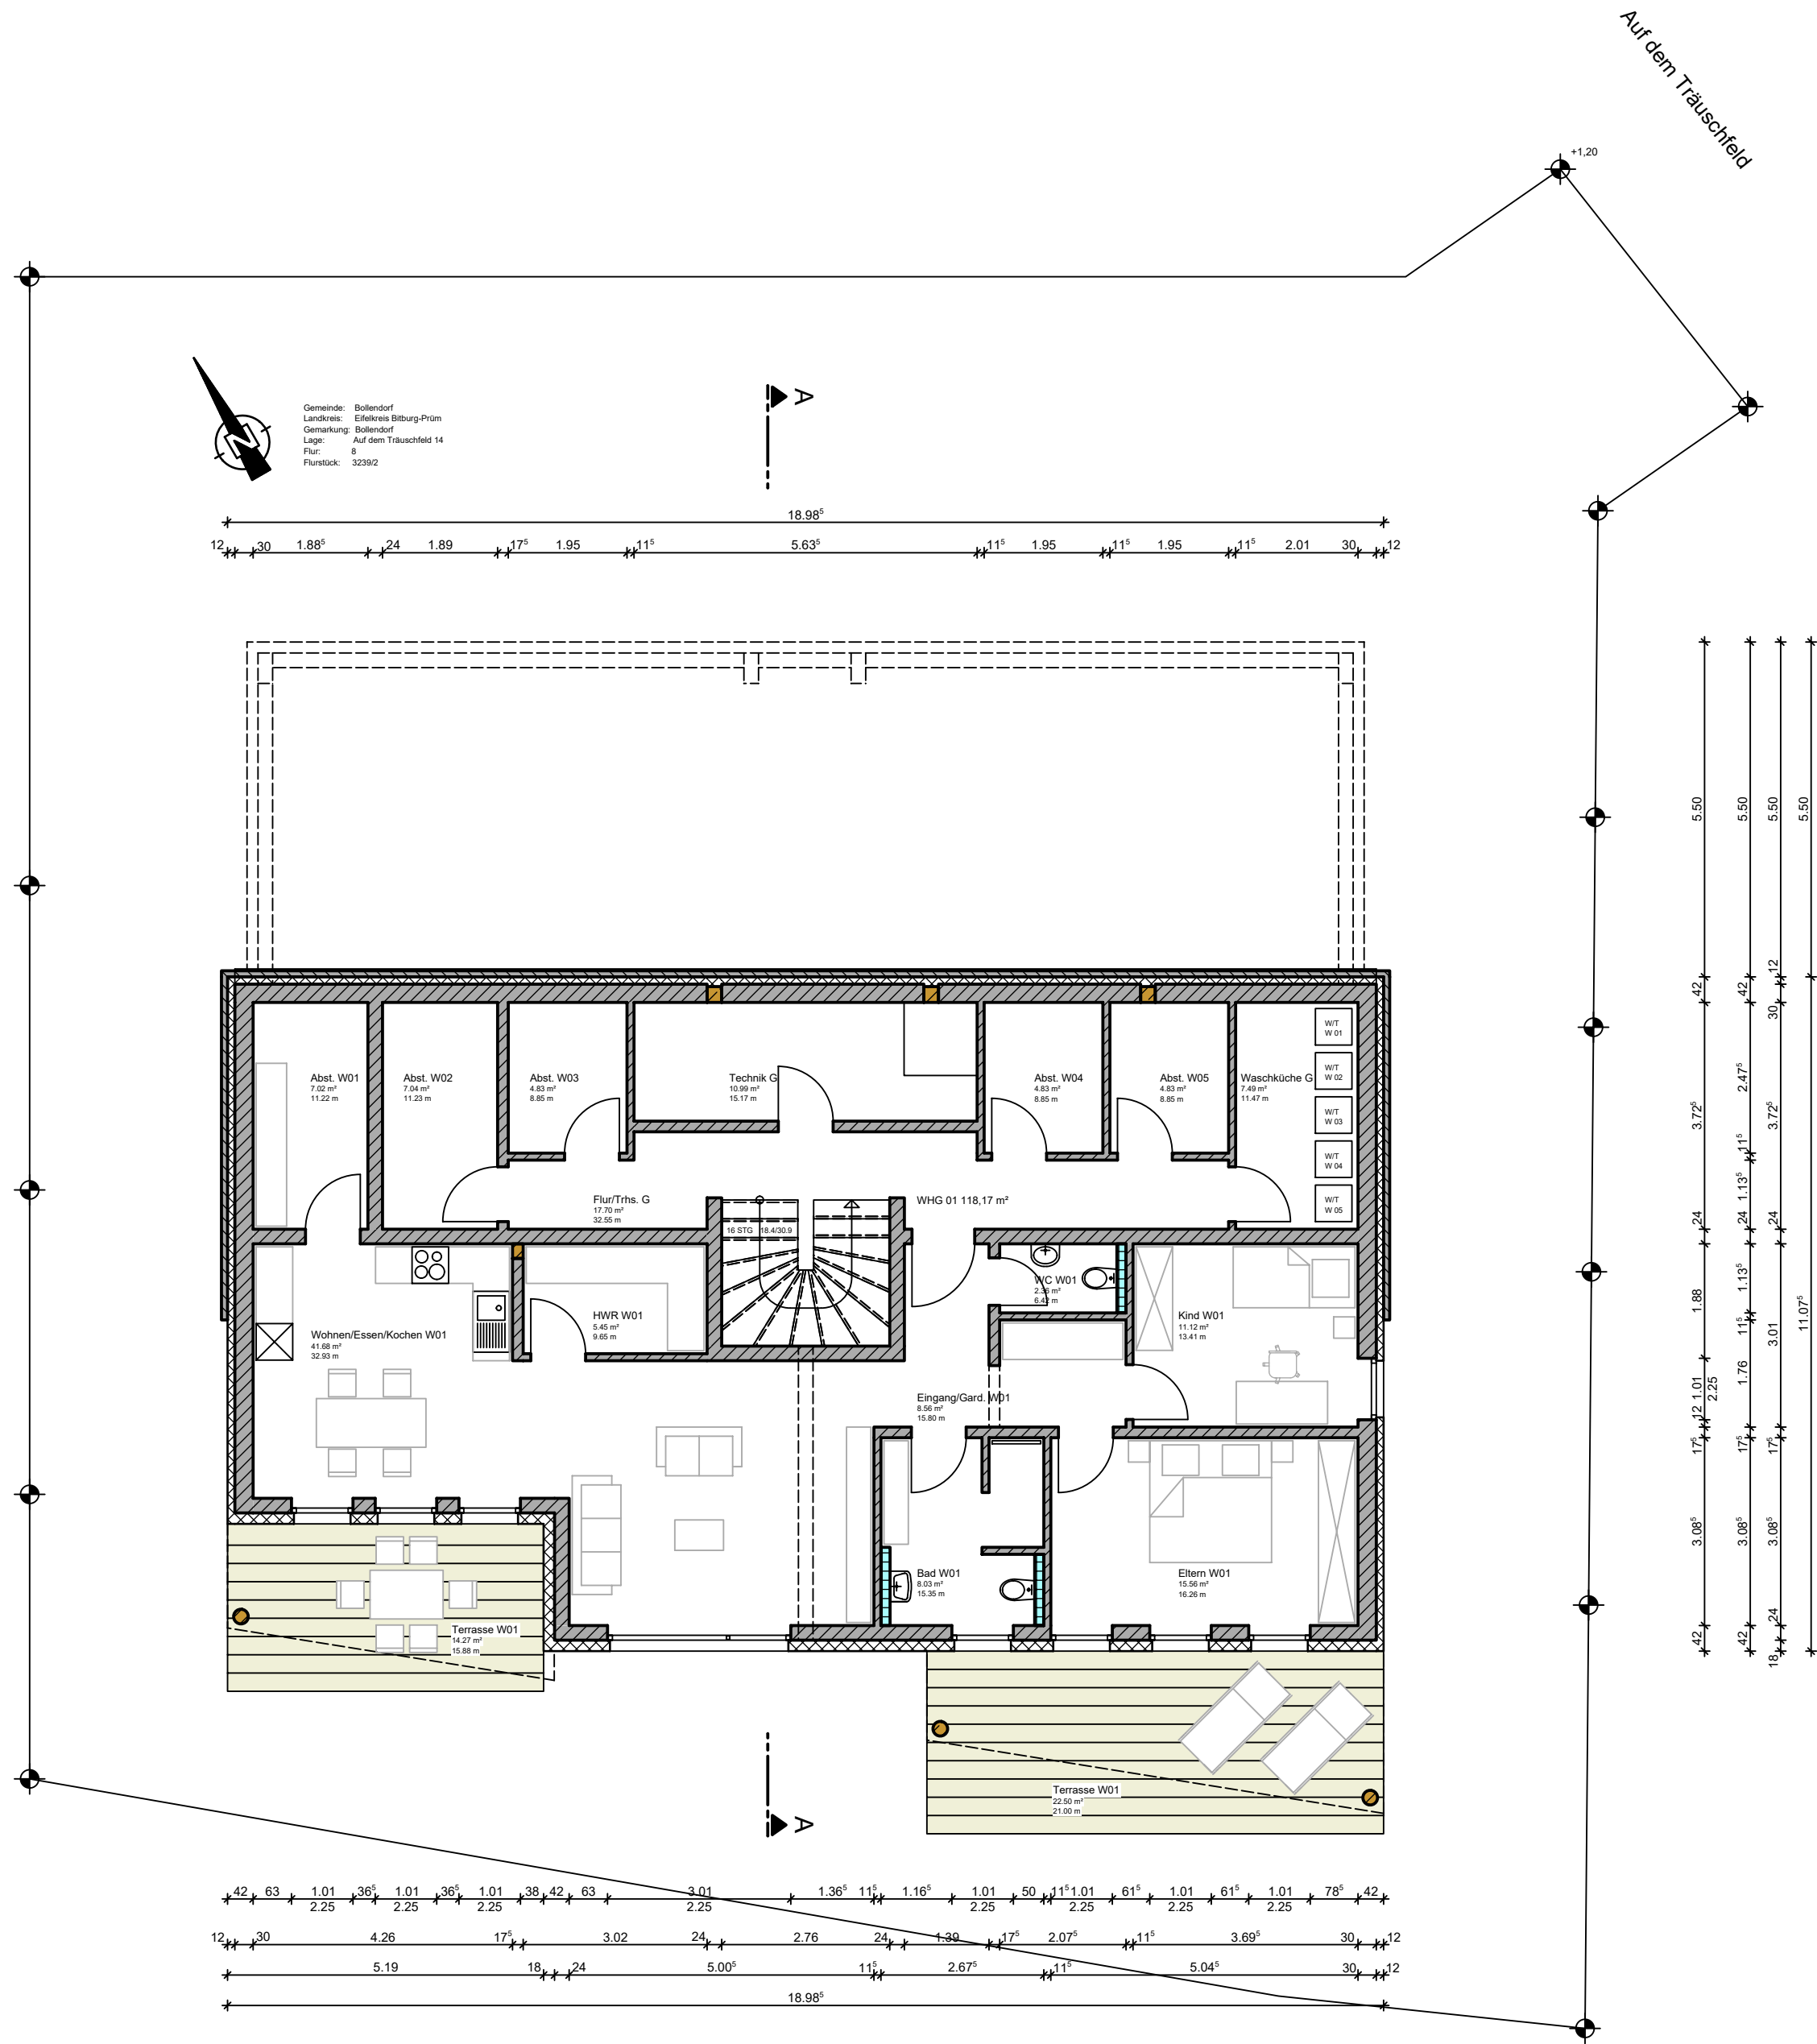 Auf dem Träuschfeld
+1,20
Gemeinde: Bollendorf
Landkreis: Eifelkreis Bitburg-Prüm
Gemarkung: Bollendorf
Lage: Auf dem Träuschfeld 14
Flur: 8
Flurstück: 3239/2
N
A
18.98⁵
12 30 1.88⁵ 24 1.89 17⁵ 1.95 11⁵ 5.63⁵ 11⁵ 1.95 11⁵ 1.95 11⁵ 2.01 30 12
Abst. W01
7.02 m²
11.22 m
Abst. W02
7.04 m²
11.23 m
Abst. W03
4.83 m²
8.85 m
Technik G
10.99 m²
15.17 m
Abst. W04
4.83 m²
8.85 m
Abst. W05
4.83 m²
8.85 m
Waschküche G
7.49 m²
11.47 m
W/T
W 01
W/T
W 02
W/T
W 03
W/T
W 04
W/T
W 05
Flur/Trhs. G
17.70 m²
32.55 m
WHG 01 118,17 m²
16 STG 18.4/30.9
WC W01
2.36 m²
6.42 m
HWR W01
5.45 m²
9.65 m
Kind W01
11.12 m²
13.41 m
Wohnen/Essen/Kochen W01
41.68 m²
32.93 m
Eingang/Gard. W01
8.56 m²
15.80 m
Bad W01
8.03 m²
15.35 m
Eltern W01
15.56 m²
16.26 m
Terrasse W01
14.27 m²
15.88 m
Terrasse W01
22.50 m²
21.00 m
A
5.50 42 3.72⁵ 24 1.88 1.01 12 17⁵ 3.08⁵ 42
2.25
5.50 42 2.47⁵ 11⁵ 1.13⁵ 24 1.13⁵ 11⁵ 1.76 17⁵ 3.08⁵ 42
5.50 12 30 3.72⁵ 24 3.01 17⁵ 3.08⁵ 24 18
5.50 11.07⁵
42 63 1.01 36⁵ 1.01 36⁵ 1.01 38 42 63 3.01 1.36⁵ 11⁵ 1.16⁵ 1.01 50 11⁵ 1.01 61⁵ 1.01 61⁵ 1.01 78⁵ 42
2.25 2.25 2.25 2.25 2.25 2.25 2.25 2.25
12 30 4.26 17⁵ 3.02 24 2.76 24 1.39 17⁵ 2.07⁵ 11⁵ 3.69⁵ 30 12
5.19 18 24 5.00⁵ 11⁵ 2.67⁵ 11⁵ 5.04⁵ 30 12
18.98⁵